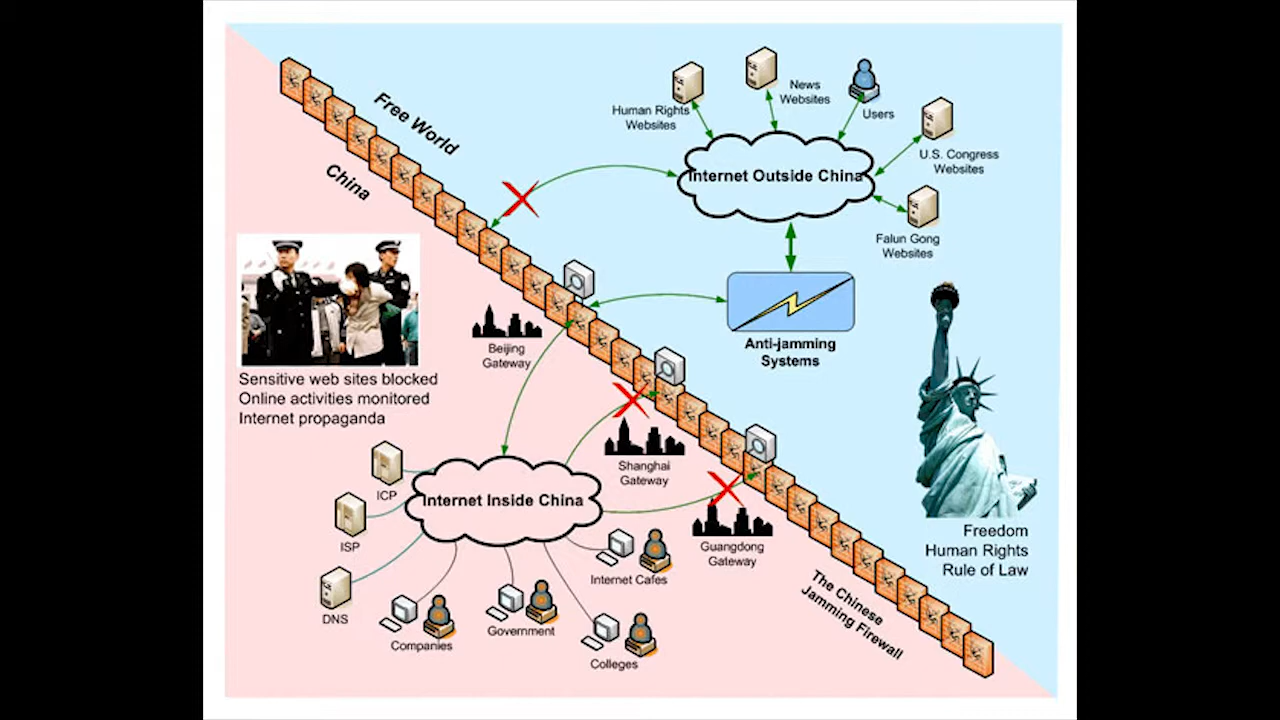 Free World
China
Human Rights
Websites
News
Websites
Users
U.S. Congress
Websites
Internet Outside China
Falun Gong
Websites
Anti-jamming
Systems
Beijing
Gateway
Sensitive web sites blocked
Online activities monitored
Internet propaganda
Shanghai
Gateway
ICP
Internet Inside China
ISP
Guangdong
Gateway
Freedom
Human Rights
Rule of Law
Internet Cafes
The Chinese
Jamming Firewall
DNS
Companies
Government
Colleges